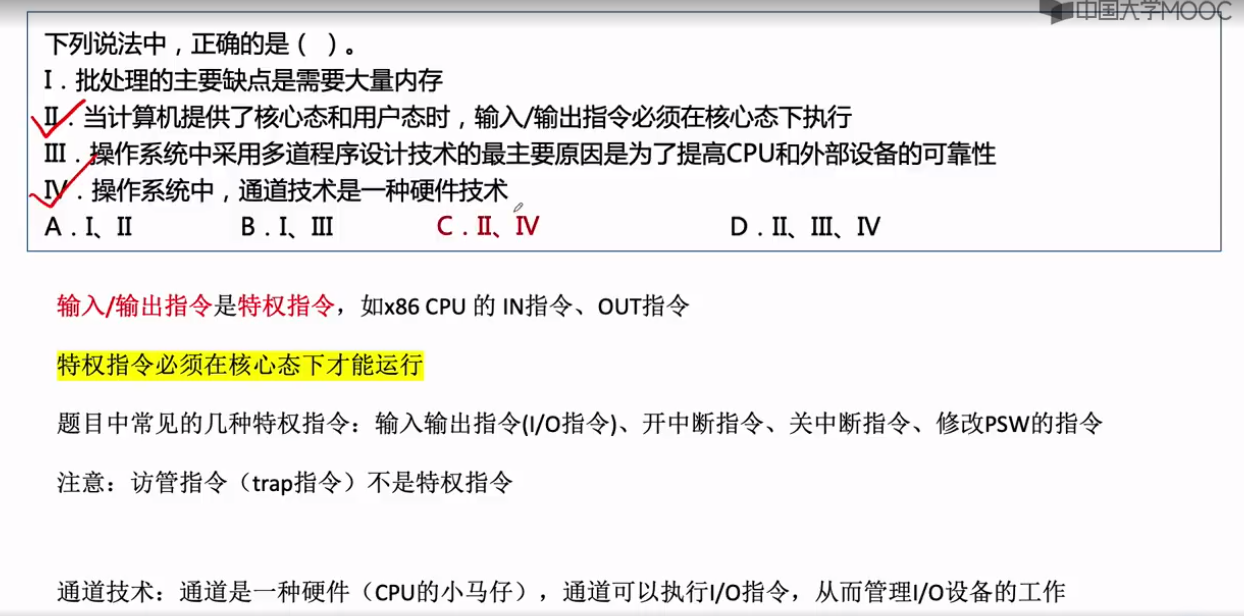 中国大学MOOC
下列说法中，正确的是（ ）。
Ⅰ．批处理的主要缺点是需要大量内存
Ⅱ．当计算机提供了核心态和用户态时，输入/输出指令必须在核心态下执行
Ⅲ．操作系统中采用多道程序设计技术的最主要原因是为了提高CPU和外部设备的可靠性
Ⅳ．操作系统中，通道技术是一种硬件技术
A．Ⅰ、Ⅱ B．Ⅰ、Ⅲ C．Ⅱ、Ⅳ D．Ⅱ、Ⅲ、Ⅳ
输入/输出指令是特权指令，如x86 CPU 的 IN指令、OUT指令
特权指令必须在核心态下才能运行
题目中常见的几种特权指令：输入输出指令(I/O指令)、开中断指令、关中断指令、修改PSW的指令
注意：访管指令（trap指令）不是特权指令
通道技术：通道是一种硬件（CPU的小马仔），通道可以执行I/O指令，从而管理I/O设备的工作